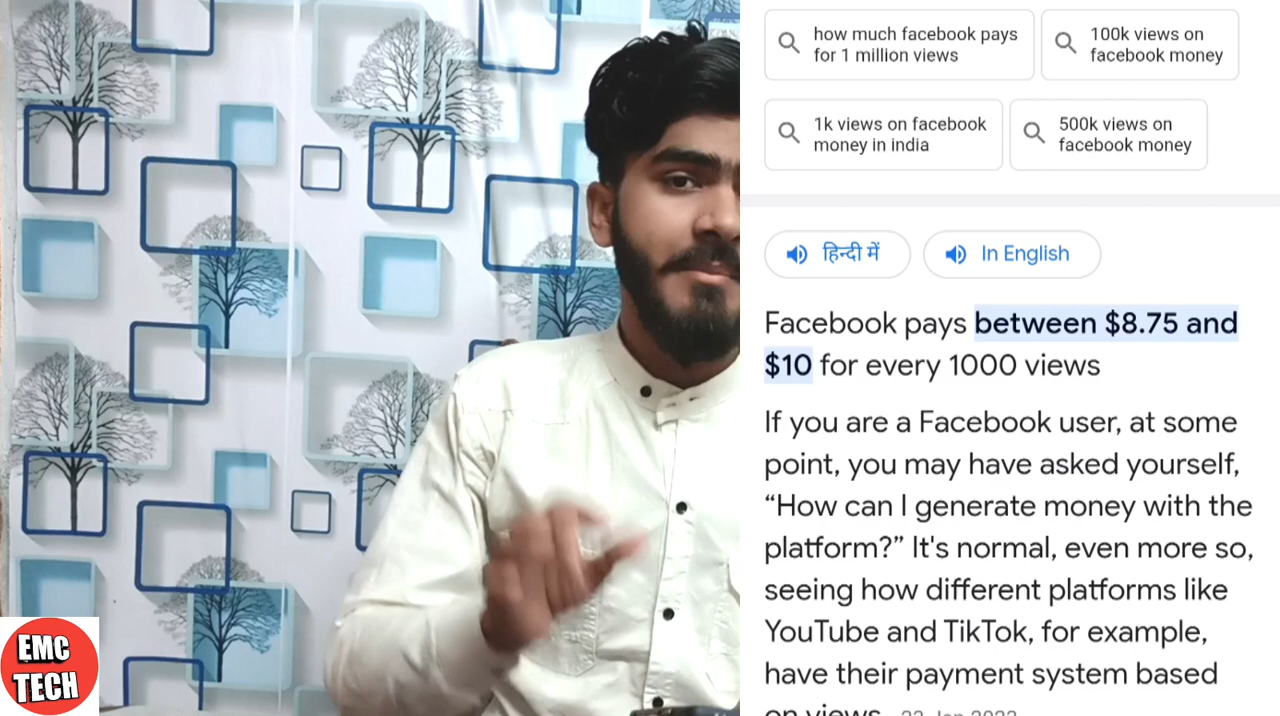 how much facebook pays
for 1 million views
100k views on
facebook money
1k views on facebook
money in india
500k views on
facebook money
हिन्दी में
In English
Facebook pays between $8.75 and
$10 for every 1000 views
If you are a Facebook user, at some
point, you may have asked yourself,
“How can I generate money with the
platform?” It's normal, even more so,
seeing how different platforms like
YouTube and TikTok, for example,
have their payment system based
on views
EMC
TECH